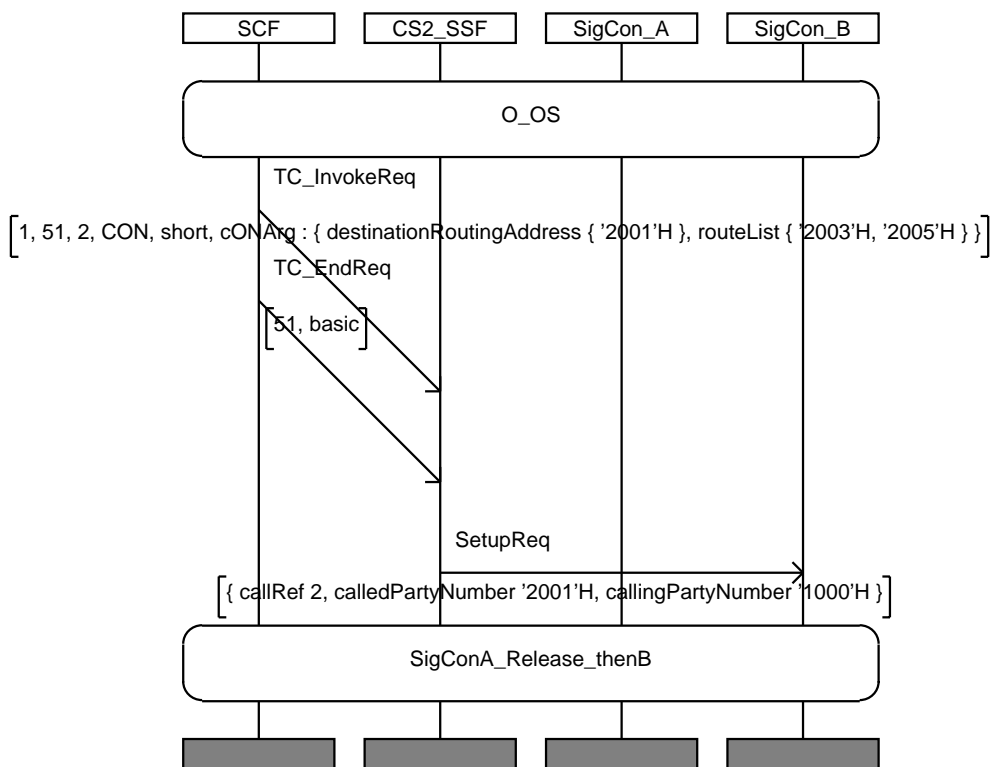 SCF
CS2_SSF
SigCon_A
SigCon_B
O_OS
TC_InvokeReq
1, 51, 2, CON, short, cONArg : { destinationRoutingAddress { '2001'H }, routeList { '2003'H, '2005'H } }
TC_EndReq
51, basic
SetupReq
{ callRef 2, calledPartyNumber '2001'H, callingPartyNumber '1000'H }
SigConA_Release_thenB